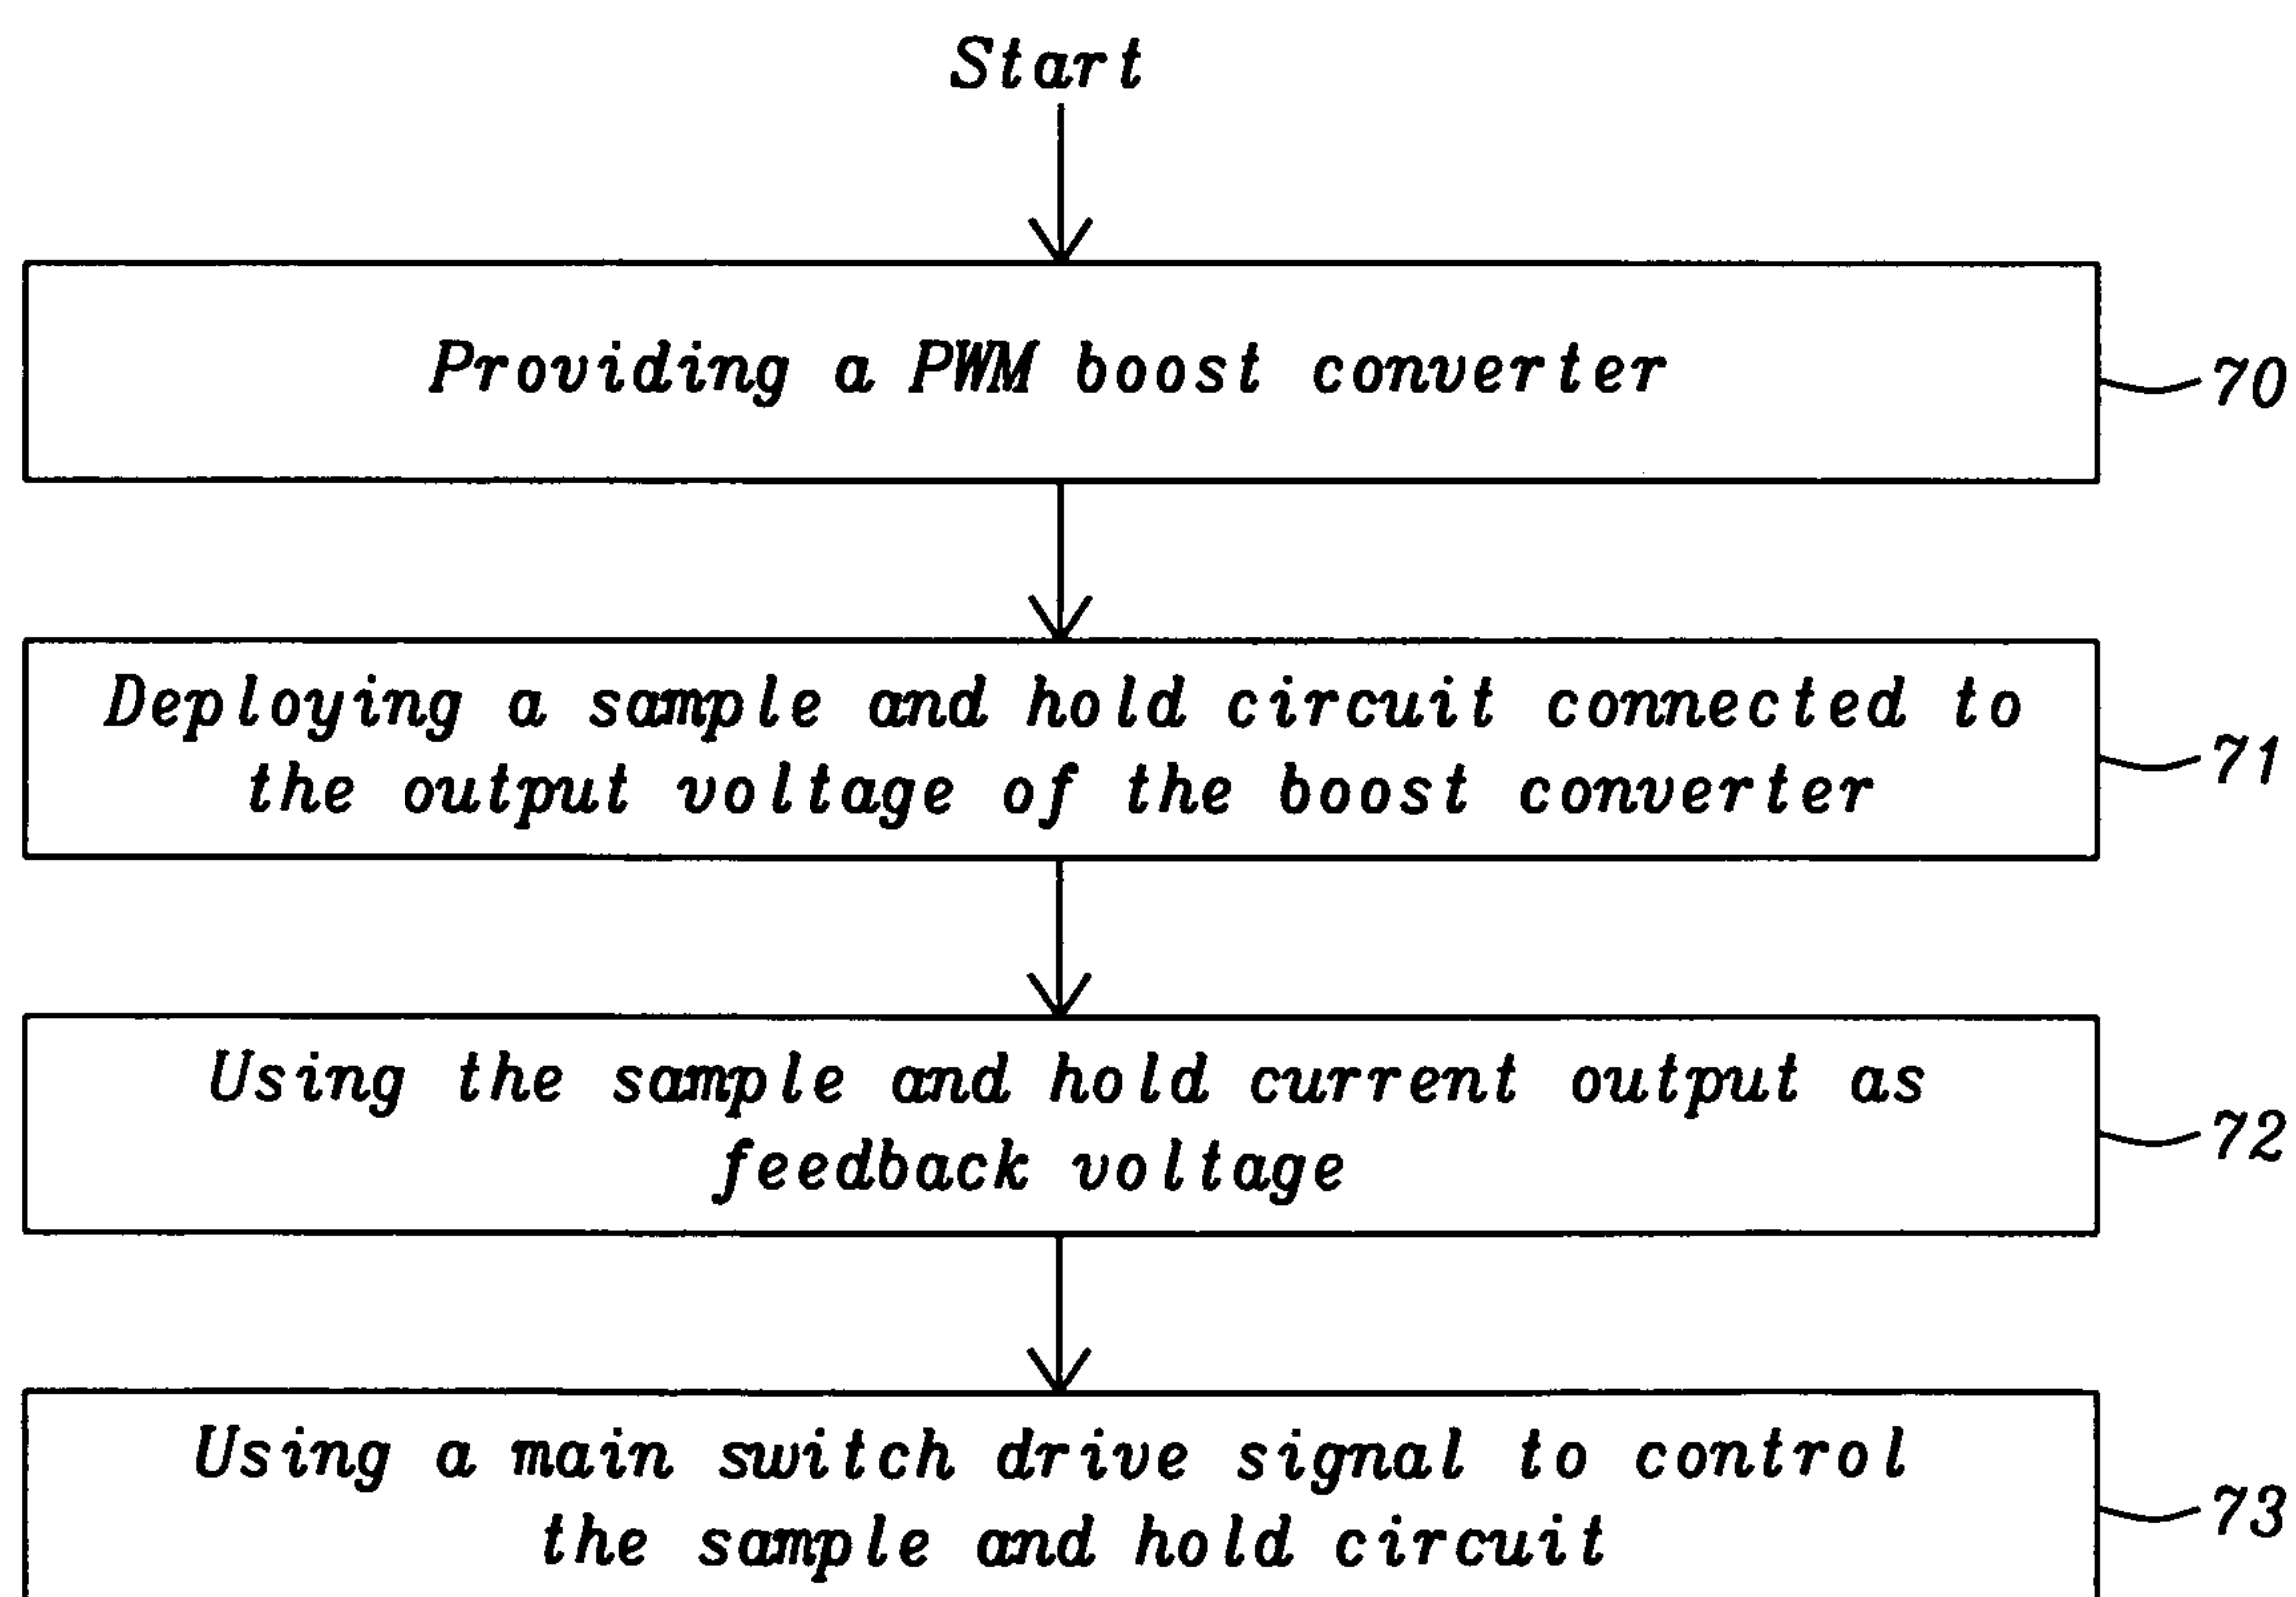 Start
Providing a PWM boost converter
70
Deploying a sample and hold circuit connected to
the output voltage of the boost converter
71
Using the sample and hold current output as
feedback voltage
72
Using a main switch drive signal to control
the sample and hold circuit
73